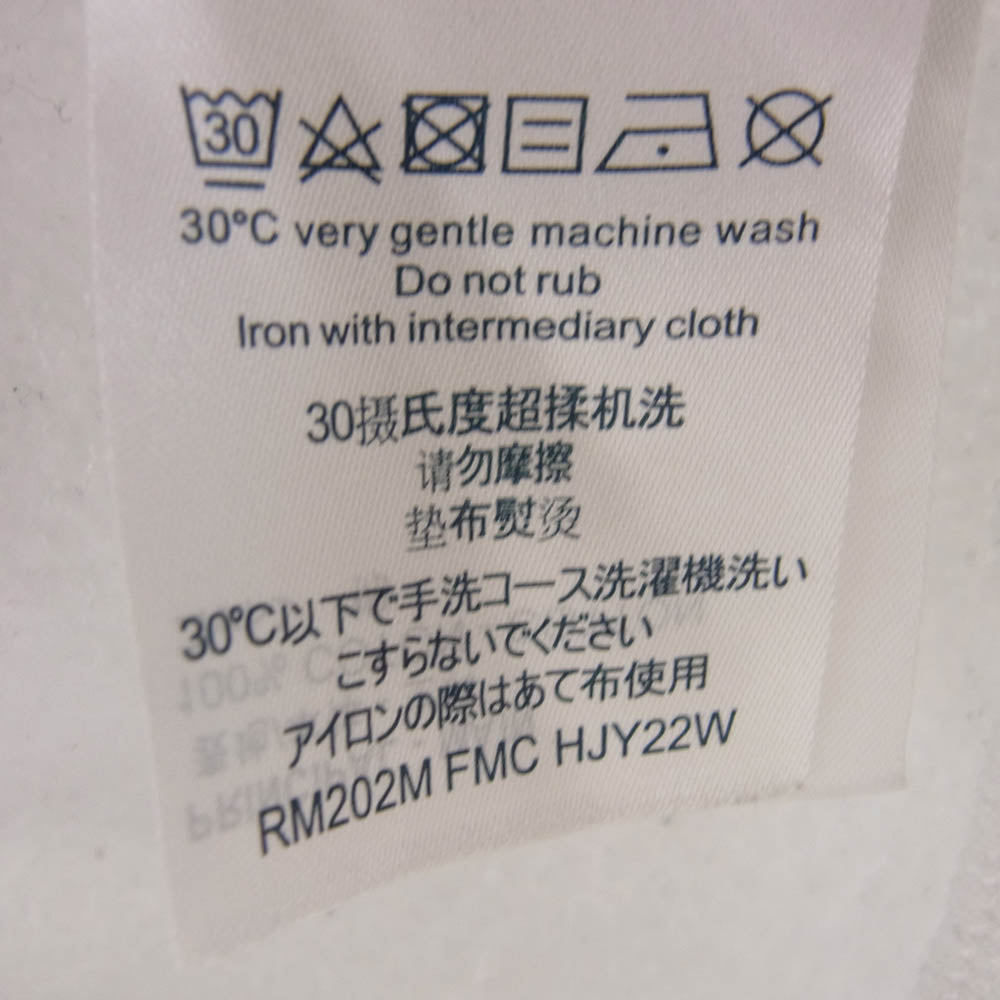 30
30°C very gentle machine wash
Do not rub
Iron with intermediary cloth
30摄氏度超揉机洗
请勿摩擦
垫布熨烫
30°C以下で手洗コース洗濯機洗い
こすらないでください
アイロンの際はあて布使用
RM202M FMC HJY22W